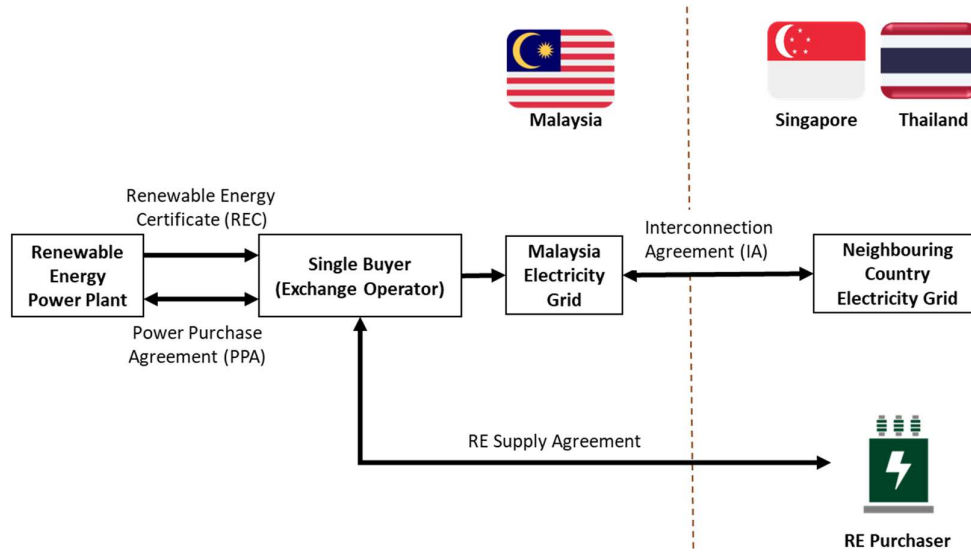 Malaysia
Singapore
Thailand
Renewable Energy
Certificate (REC)
Renewable
Energy
Power Plant
Single Buyer
(Exchange Operator)
Malaysia
Electricity
Grid
Interconnection
Agreement (IA)
Neighbouring
Country
Electricity Grid
Power Purchase
Agreement (PPA)
RE Supply Agreement
RE Purchaser